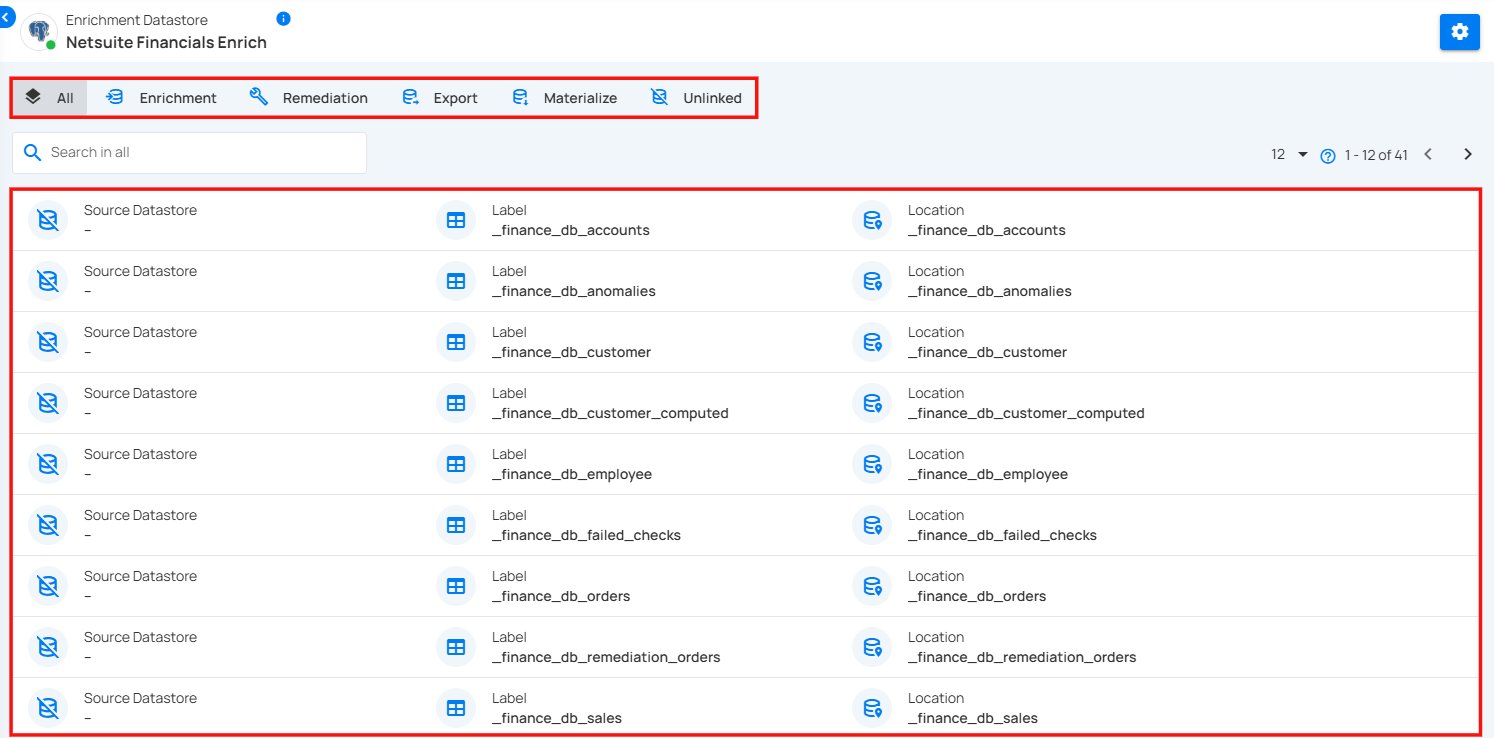 Enrichment Datastore
Netsuite Financials Enrich
All Enrichment Remediation Export Materialize Unlinked
Search in all
12 1 - 12 of 41
Source Datastore Label Location
– _finance_db_accounts _finance_db_accounts
Source Datastore Label Location
– _finance_db_anomalies _finance_db_anomalies
Source Datastore Label Location
– _finance_db_customer _finance_db_customer
Source Datastore Label Location
– _finance_db_customer_computed _finance_db_customer_computed
Source Datastore Label Location
– _finance_db_employee _finance_db_employee
Source Datastore Label Location
– _finance_db_failed_checks _finance_db_failed_checks
Source Datastore Label Location
– _finance_db_orders _finance_db_orders
Source Datastore Label Location
– _finance_db_remediation_orders _finance_db_remediation_orders
Source Datastore Label Location
– _finance_db_sales _finance_db_sales